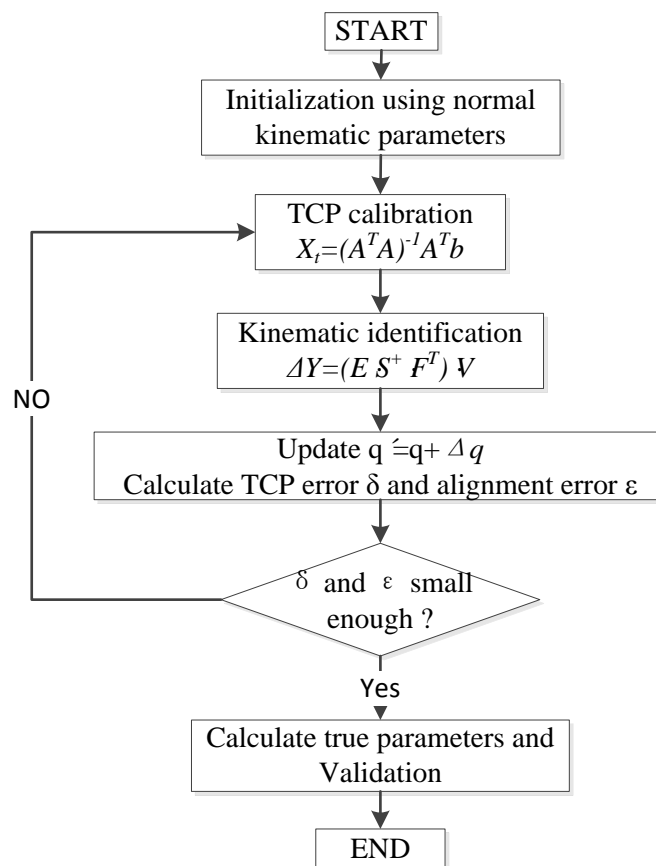 START
Initialization using normal
kinematic parameters
TCP calibration
Xₜ=(AᵀA)⁻¹Aᵀb
Kinematic identification
ΔY=(E S⁺ Fᵀ) V
NO
Update q´=q+Δq
Calculate TCP error δ and alignment error ε
δ and ε small
enough ?
Yes
Calculate true parameters and
Validation
END